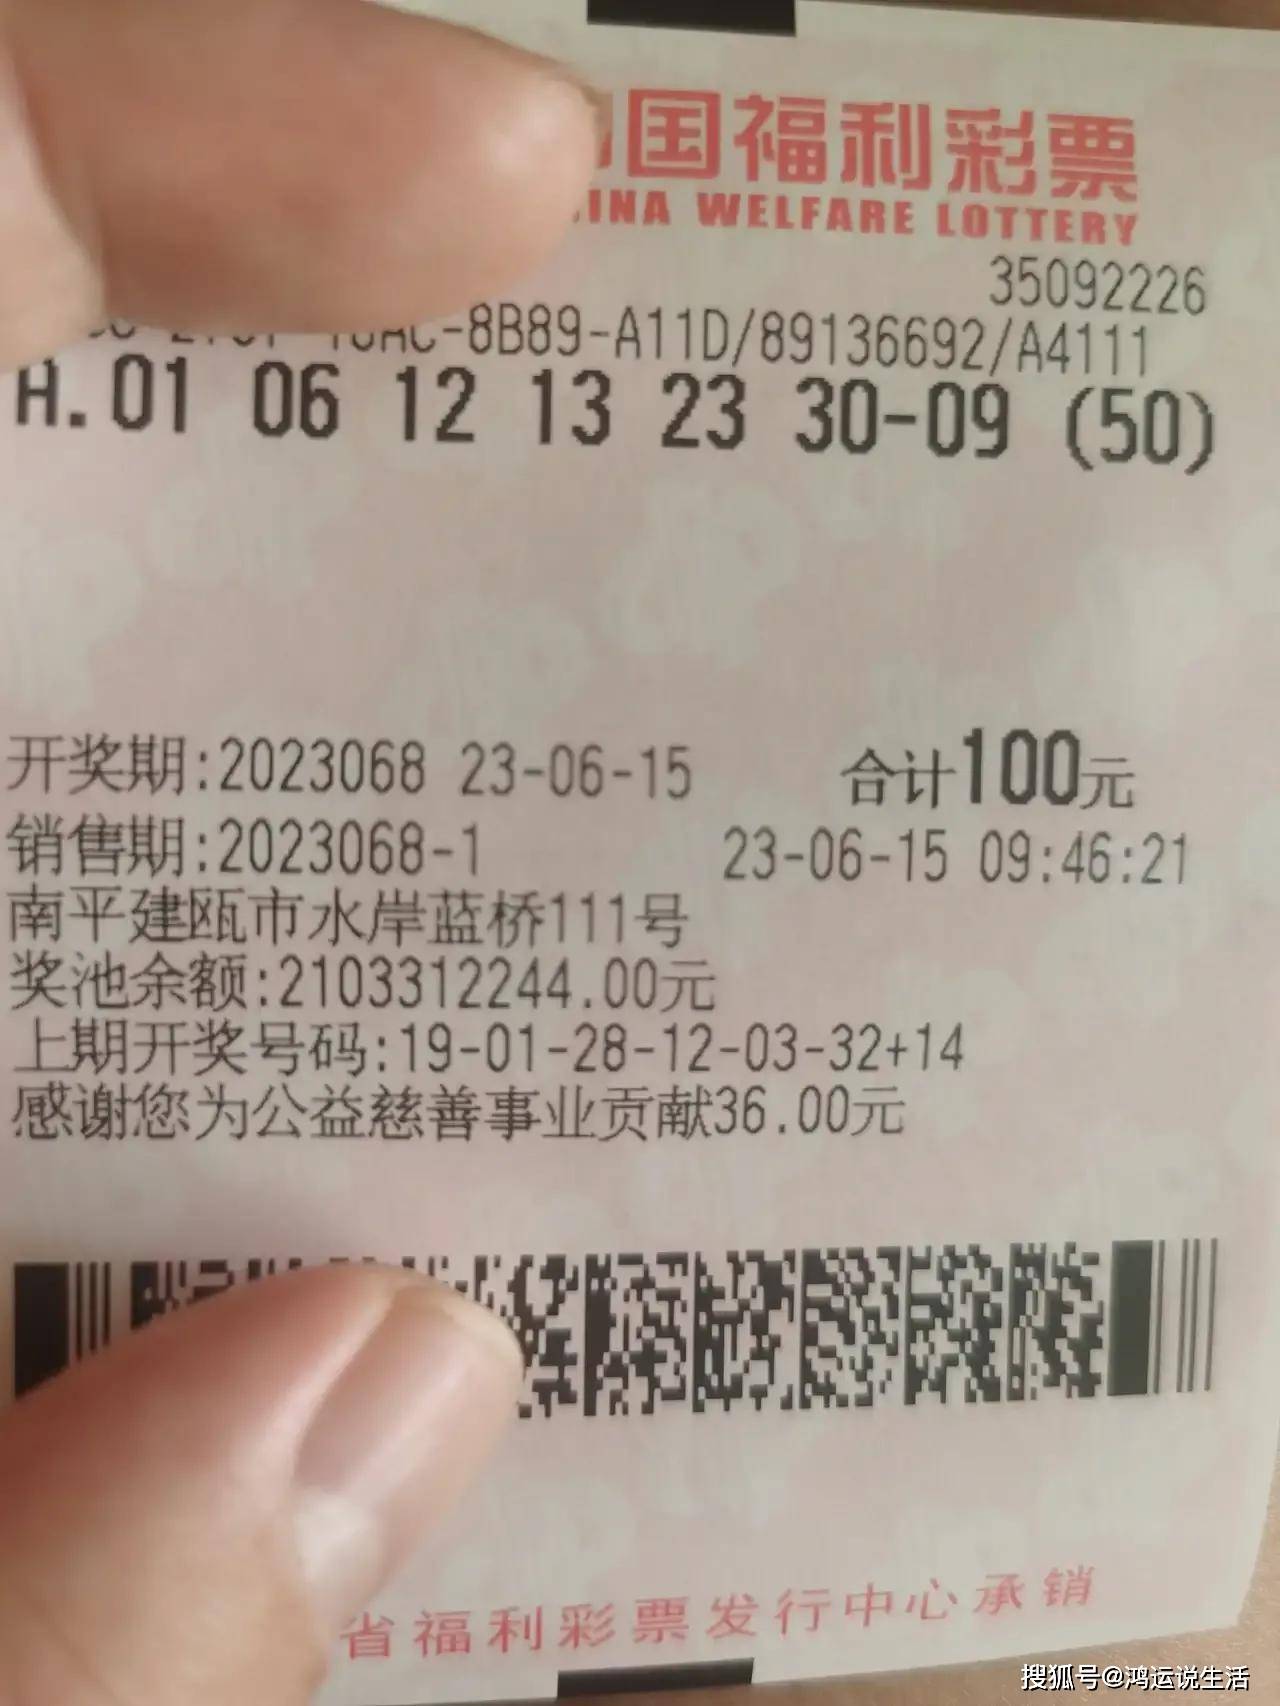 国福利彩票
INA WELFARE LOTTERY
35092226
-8B89-A11D/89136692/A4111
A.01 06 12 13 23 30-09 (50)
开奖期:2023068 23-06-15 合计100元
销售期:2023068-1 23-06-15 09:46:21
南平建瓯市水岸蓝桥111号
奖池余额:2103312244.00元
上期开奖号码:19-01-28-12-03-32+14
感谢您为公益慈善事业贡献36.00元
省福利彩票发行中心承销
搜狐号@鸿运说生活